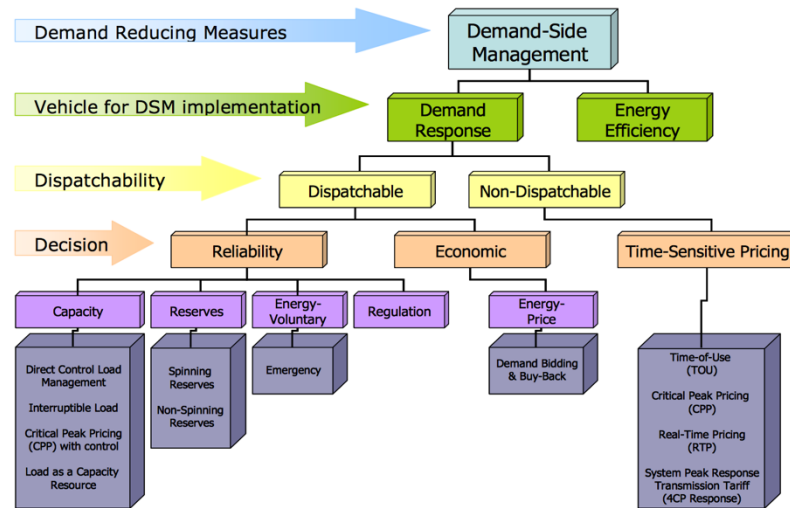 Demand Reducing Measures
Demand-Side
Management
Vehicle for DSM implementation
Demand
Response
Energy
Efficiency
Dispatchability
Dispatchable
Non-Dispatchable
Decision
Reliability
Economic
Time-Sensitive Pricing
Capacity
Reserves
Energy-
Voluntary
Regulation
Energy-
Price
Direct Control Load
Management
Interruptible Load
Critical Peak Pricing
(CPP) with control
Load as a Capacity
Resource
Spinning
Reserves
Non-Spinning
Reserves
Emergency
Demand Bidding
& Buy-Back
Time-of-Use
(TOU)
Critical Peak Pricing
(CPP)
Real-Time Pricing
(RTP)
System Peak Response
Transmission Tariff
(4CP Response)